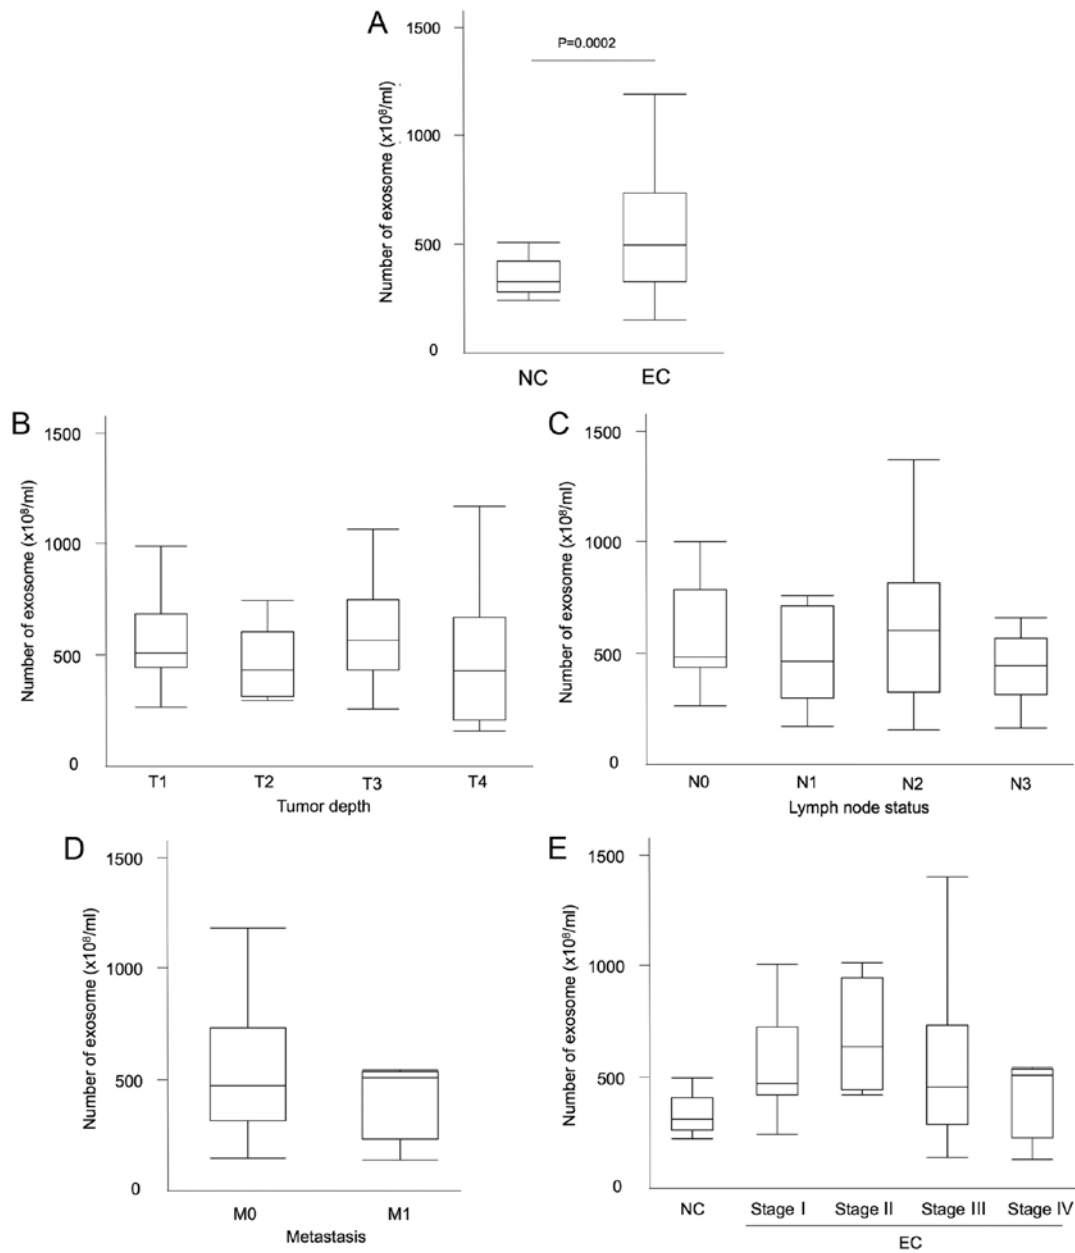 A
1500
P=0.0002
1000
500
0
Number of exosome (x10⁸/ml)
NC EC
B
1500
1000
500
0
Number of exosome (x10⁸/ml)
T1 T2 T3 T4
Tumor depth
C
1500
1000
500
0
Number of exosome (x10⁸/ml)
N0 N1 N2 N3
Lymph node status
D
1500
1000
500
0
Number of exosome (x10⁸/ml)
M0 M1
Metastasis
E
1500
1000
500
0
Number of exosome (x10⁸/ml)
NC Stage I Stage II Stage III Stage IV
EC